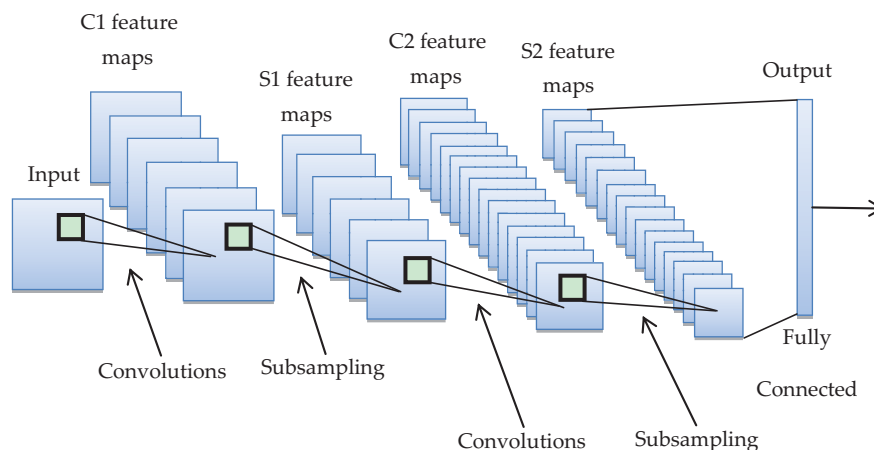 C1 feature
maps
S1 feature
maps
C2 feature
maps
S2 feature
maps
Output
Input
Convolutions
Subsampling
Convolutions
Subsampling
Fully
Connected